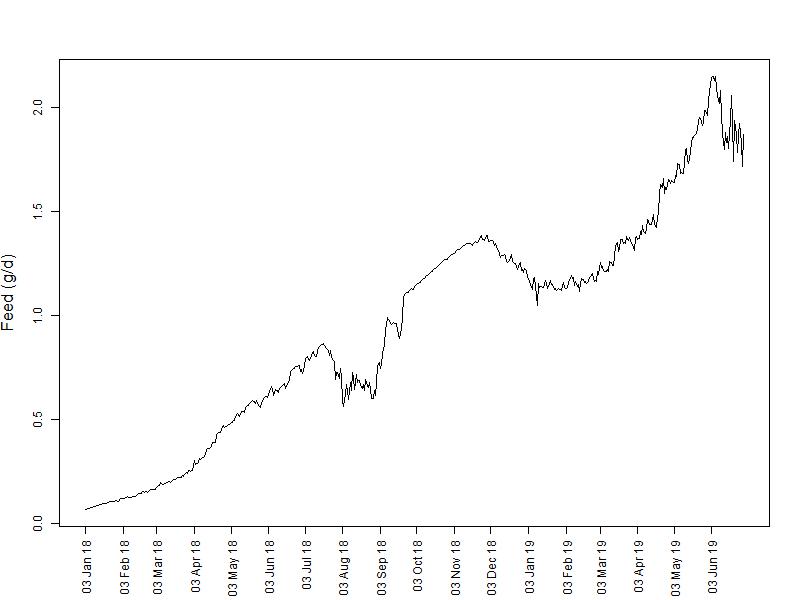 Feed (g/d)
2.0
1.5
1.0
0.5
0.0
03 Jan 18
03 Feb 18
03 Mar 18
03 Apr 18
03 May 18
03 Jun 18
03 Jul 18
03 Aug 18
03 Sep 18
03 Oct 18
03 Nov 18
03 Dec 18
03 Jan 19
03 Feb 19
03 Mar 19
03 Apr 19
03 May 19
03 Jun 19